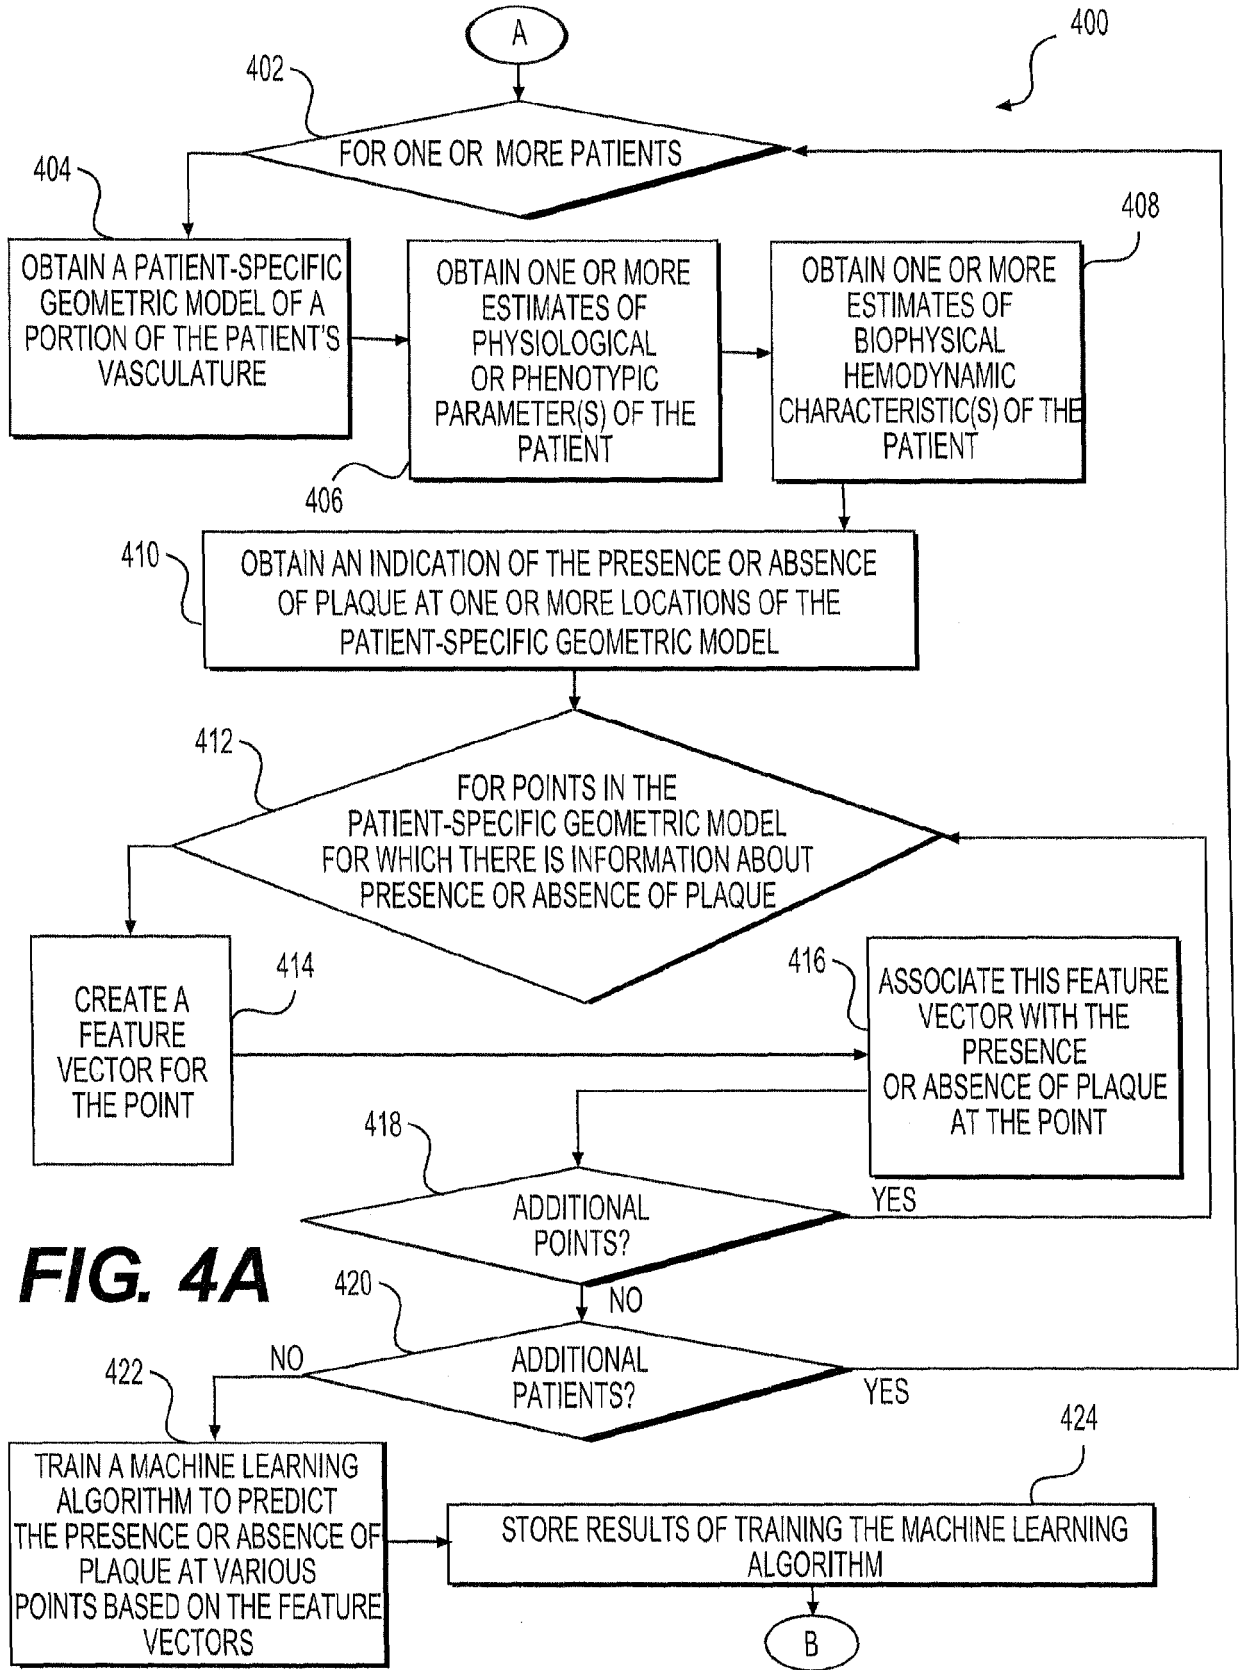 A
400
402
FOR ONE OR MORE PATIENTS
404
OBTAIN A PATIENT-SPECIFIC
GEOMETRIC MODEL OF A
PORTION OF THE PATIENT'S
VASCULATURE
OBTAIN ONE OR MORE
ESTIMATES OF
PHYSIOLOGICAL
OR PHENOTYPIC
PARAMETER(S) OF THE
PATIENT
406
408
OBTAIN ONE OR MORE
ESTIMATES OF
BIOPHYSICAL
HEMODYNAMIC
CHARACTERISTIC(S) OF THE
PATIENT
410
OBTAIN AN INDICATION OF THE PRESENCE OR ABSENCE
OF PLAQUE AT ONE OR MORE LOCATIONS OF THE
PATIENT-SPECIFIC GEOMETRIC MODEL
412
FOR POINTS IN THE
PATIENT-SPECIFIC GEOMETRIC MODEL
FOR WHICH THERE IS INFORMATION ABOUT
PRESENCE OR ABSENCE OF PLAQUE
414
CREATE A
FEATURE
VECTOR FOR
THE POINT
416
ASSOCIATE THIS FEATURE
VECTOR WITH THE
PRESENCE
OR ABSENCE OF PLAQUE
AT THE POINT
418
ADDITIONAL
POINTS?
YES
NO
FIG. 4A
420
ADDITIONAL
PATIENTS?
NO
YES
422
TRAIN A MACHINE LEARNING
ALGORITHM TO PREDICT
THE PRESENCE OR ABSENCE OF
PLAQUE AT VARIOUS
POINTS BASED ON THE FEATURE
VECTORS
424
STORE RESULTS OF TRAINING THE MACHINE LEARNING
ALGORITHM
B